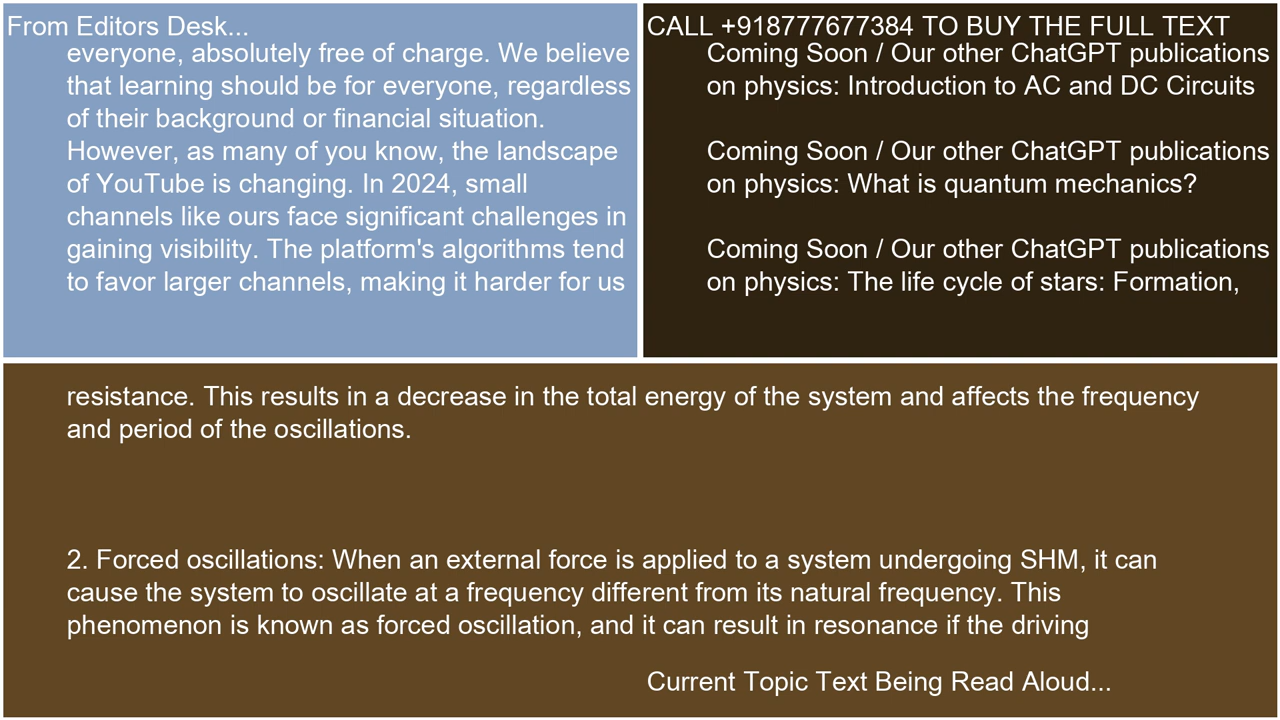 From Editors Desk...
everyone, absolutely free of charge. We believe
that learning should be for everyone, regardless
of their background or financial situation.
However, as many of you know, the landscape
of YouTube is changing. In 2024, small
channels like ours face significant challenges in
gaining visibility. The platform's algorithms tend
to favor larger channels, making it harder for us
CALL +918777677384 TO BUY THE FULL TEXT
Coming Soon / Our other ChatGPT publications
on physics: Introduction to AC and DC Circuits
Coming Soon / Our other ChatGPT publications
on physics: What is quantum mechanics?
Coming Soon / Our other ChatGPT publications
on physics: The life cycle of stars: Formation,
resistance. This results in a decrease in the total energy of the system and affects the frequency
and period of the oscillations.
2. Forced oscillations: When an external force is applied to a system undergoing SHM, it can
cause the system to oscillate at a frequency different from its natural frequency. This
phenomenon is known as forced oscillation, and it can result in resonance if the driving
Current Topic Text Being Read Aloud...